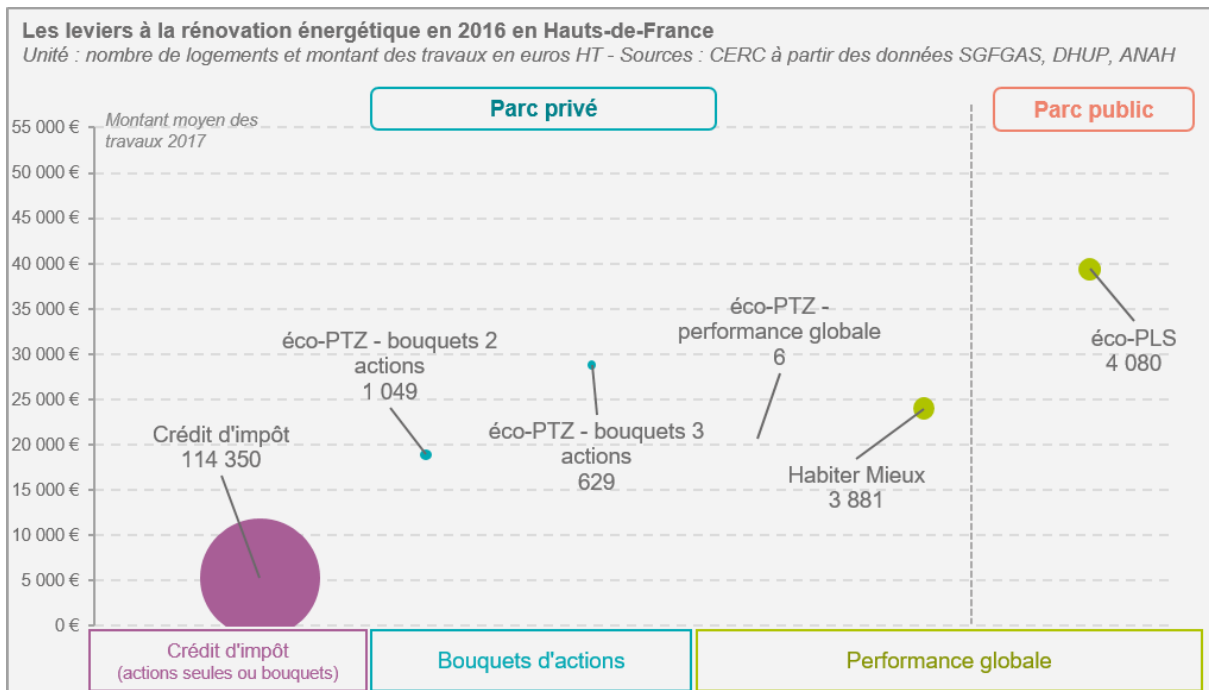 Les leviers à la rénovation énergétique en 2016 en Hauts-de-France
Unité : nombre de logements et montant des travaux en euros HT - Sources : CERC à partir des données SGFGAS, DHUP, ANAH
Parc privé
Parc public
Montant moyen des
travaux 2017
55 000 €
50 000 €
45 000 €
40 000 €
35 000 €
30 000 €
25 000 €
20 000 €
15 000 €
10 000 €
5 000 €
0 €
Crédit d'impôt
114 350
éco-PTZ - bouquets 2
actions
1 049
éco-PTZ - bouquets 3
actions
629
éco-PTZ -
performance globale
6
Habiter Mieux
3 881
éco-PLS
4 080
Crédit d'impôt
(actions seules ou bouquets)
Bouquets d'actions
Performance globale